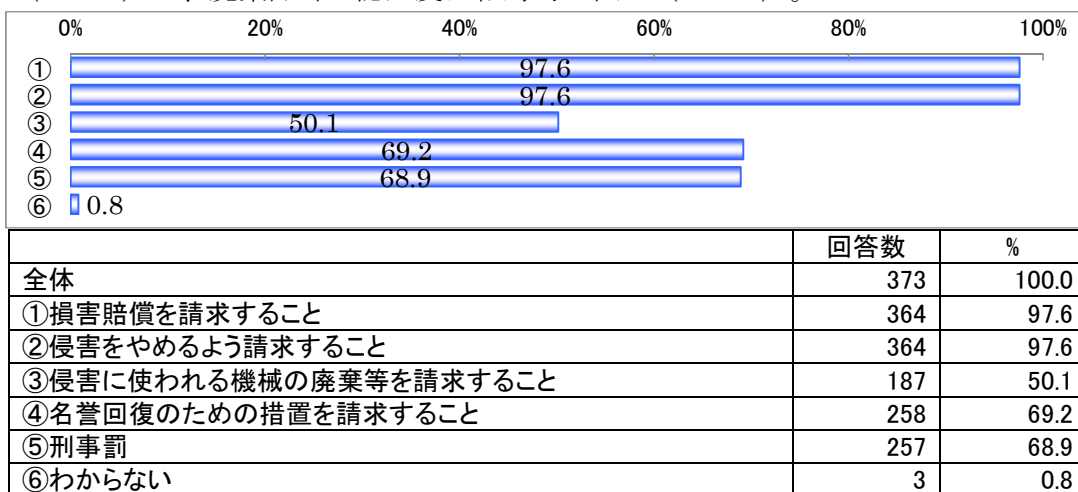 0% 20% 40% 60% 80% 100%
① 97.6
② 97.6
③ 50.1
④ 69.2
⑤ 68.9
⑥ 0.8
回答数 %
全体 373 100.0
①損害賠償を請求すること 364 97.6
②侵害をやめるよう請求すること 364 97.6
③侵害に使われる機械の廃棄等を請求すること 187 50.1
④名誉回復のための措置を請求すること 258 69.2
⑤刑事罰 257 68.9
⑥わからない 3 0.8